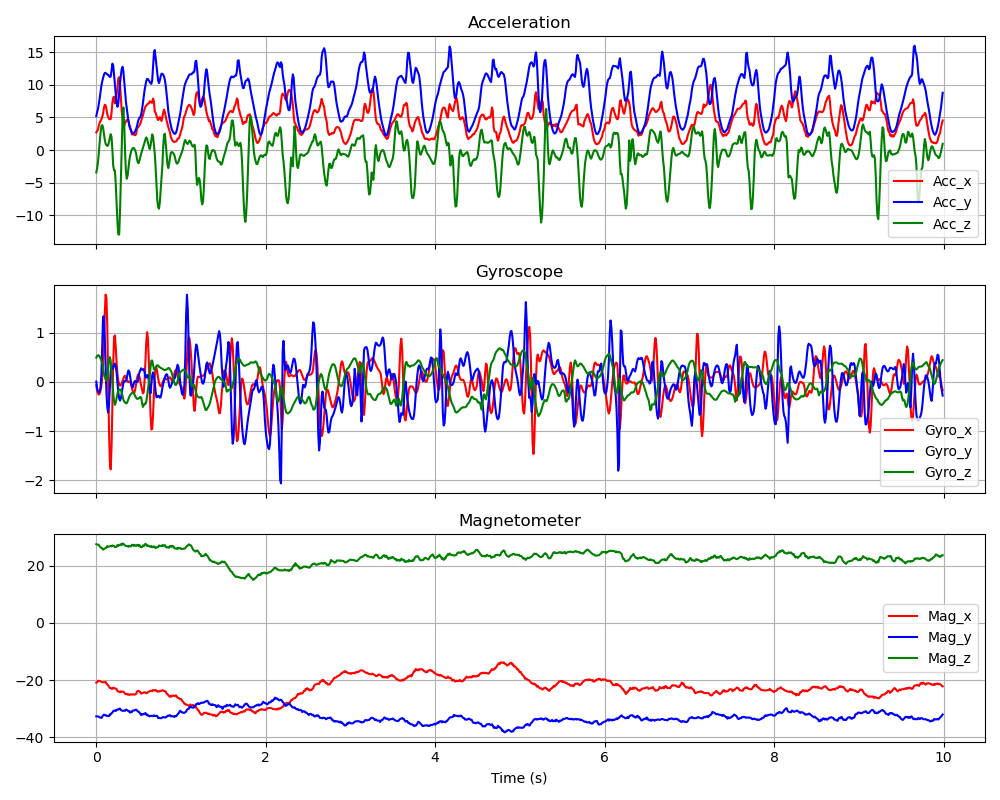 Acceleration
15
10
5
0
−5
−10
Acc_x
Acc_y
Acc_z
Gyroscope
1
0
−1
−2
Gyro_x
Gyro_y
Gyro_z
Magnetometer
20
0
−20
−40
Mag_x
Mag_y
Mag_z
0 2 4 6 8 10
Time (s)